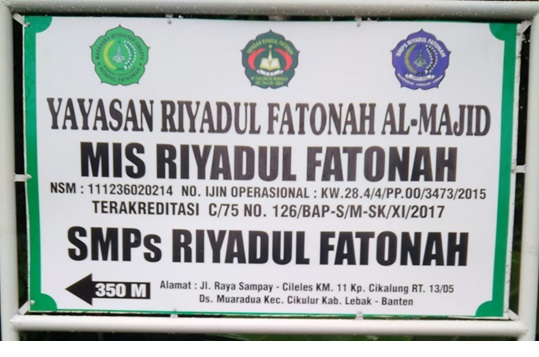 YAYASAN RIYADUL FATONAH AL-MAJID
MIS RIYADUL FATONAH
NSM : 111236020214 NO. IJIN OPERASIONAL : KW.28.4/4/PP.00/3473/2015
TERAKREDITASI C/75 NO. 126/BAP-S/M-SK/XI/2017
SMPs RIYADUL FATONAH
350 M
Alamat : Jl. Raya Sampay - Cileles KM. 11 Kp. Cikalung RT. 13/05
Ds. Muaradua Kec. Cikulur Kab. Lebak - Banten